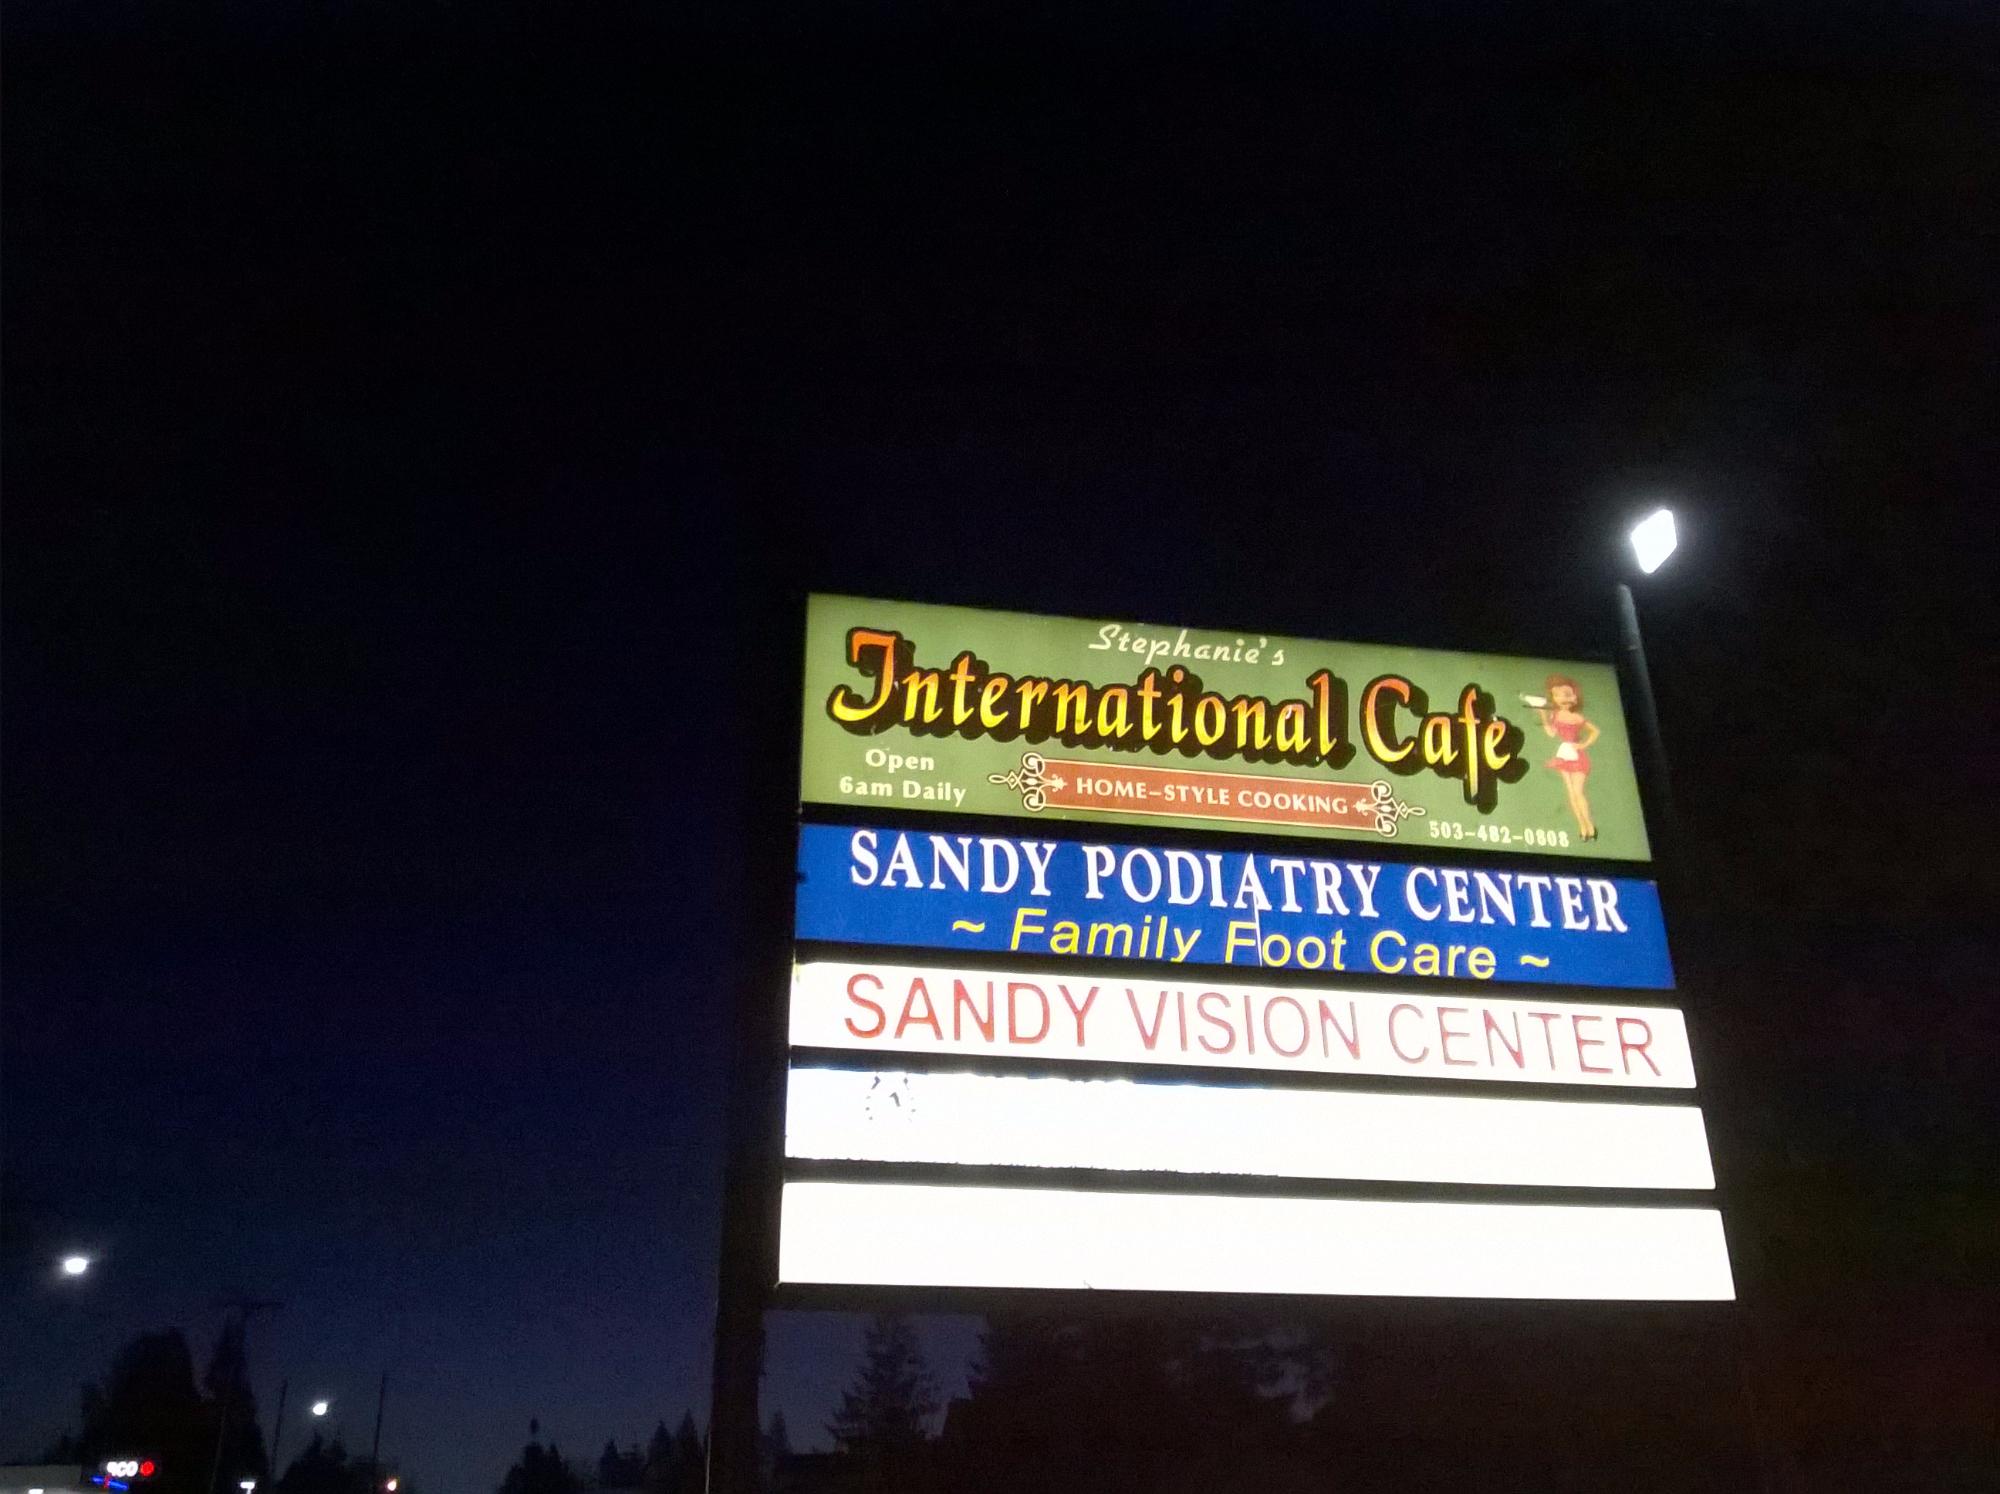 Stephanie's
International Cafe
Open
6am Daily
HOME-STYLE COOKING
503-482-0808
SANDY PODIATRY CENTER
~ Family Foot Care ~
SANDY VISION CENTER